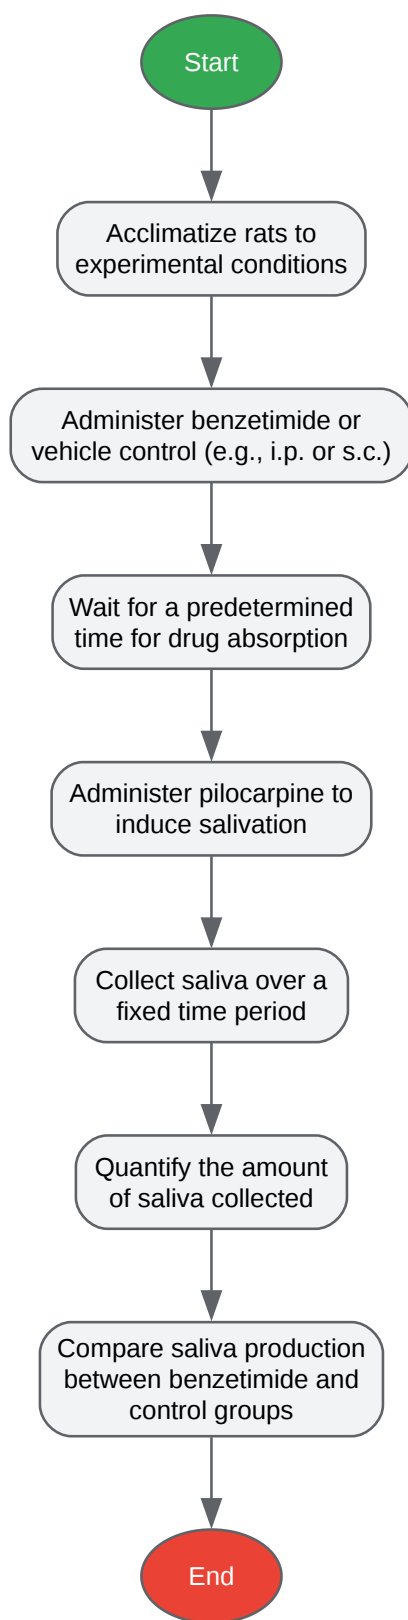 Start
Acclimatize rats to
experimental conditions
Administer benzetimide or
vehicle control (e.g., i.p. or s.c.)
Wait for a predetermined
time for drug absorption
Administer pilocarpine to
induce salivation
Collect saliva over a
fixed time period
Quantify the amount
of saliva collected
Compare saliva production
between benzetimide and
control groups
End